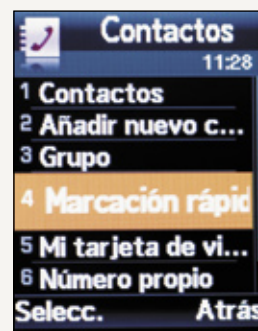 Contactos
11:28
1 Contactos
2 Añadir nuevo c...
3 Grupo
4 Marcación rápid
5 Mi tarjeta de vi...
6 Número propio
Selecc. Atrás